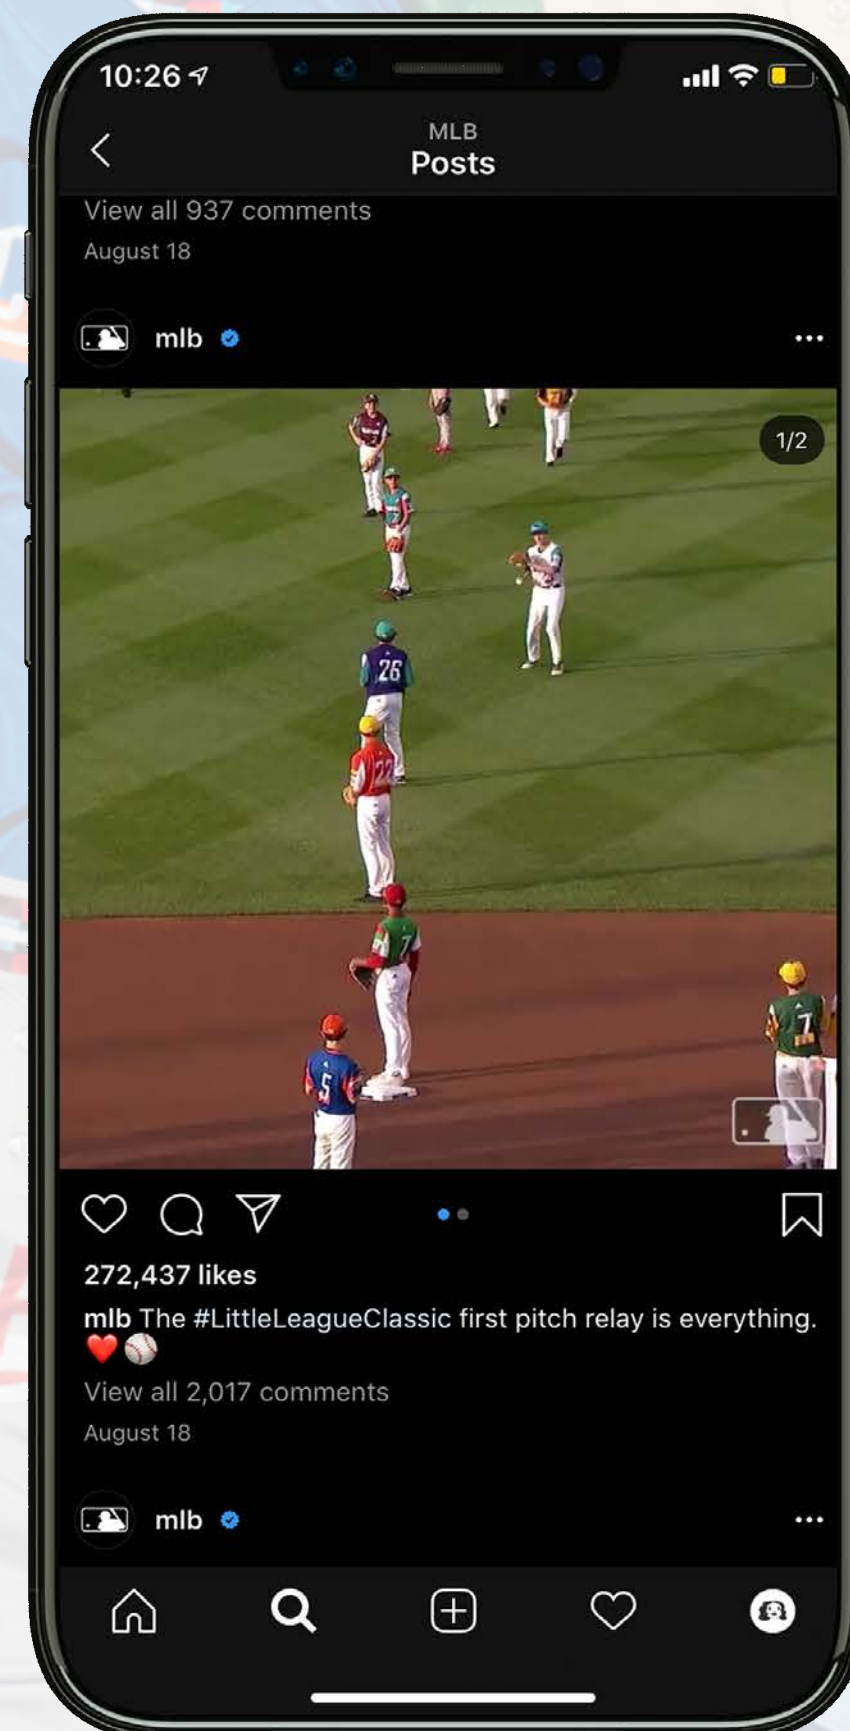 10:26
MLB
Posts
View all 937 comments
August 18
mlb
1/2
26
22
7
5
7
272,437 likes
mlb The #LittleLeagueClassic first pitch relay is everything.
❤️⚾
View all 2,017 comments
August 18
mlb